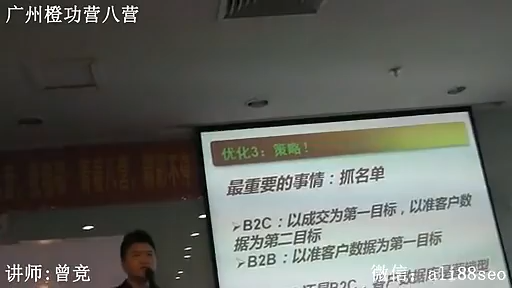 广州橙功营八营
优化3：策略！
最重要的事情：抓名单
➢B2C：以成交为第一目标，以准客户数
据为第二目标
➢B2B：以准客户数据为第一目标
讲师:曾竞
微信：ali88seo